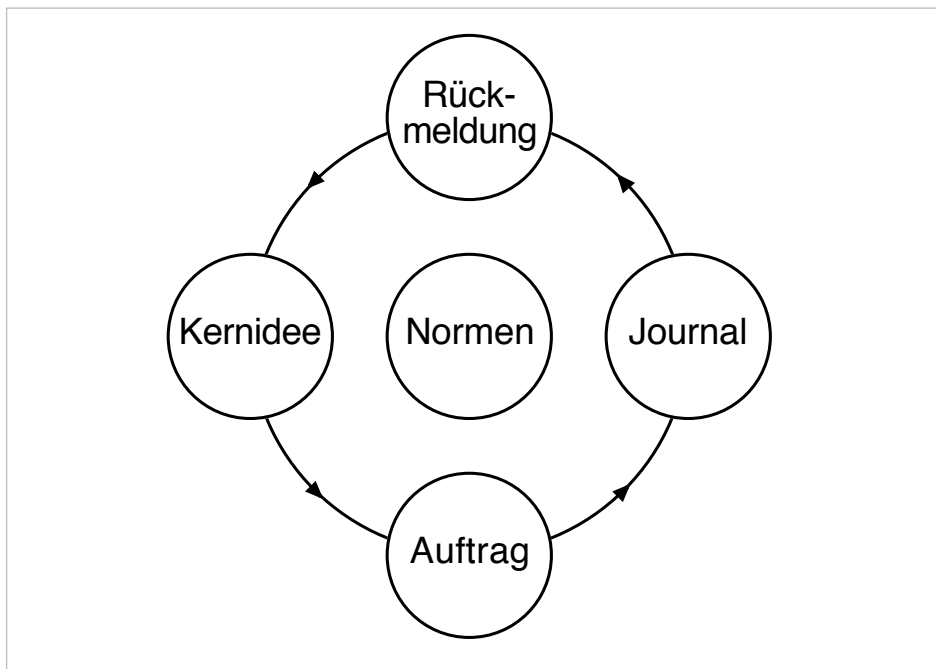 Rück-
meldung
Kernidee
Normen
Journal
Auftrag